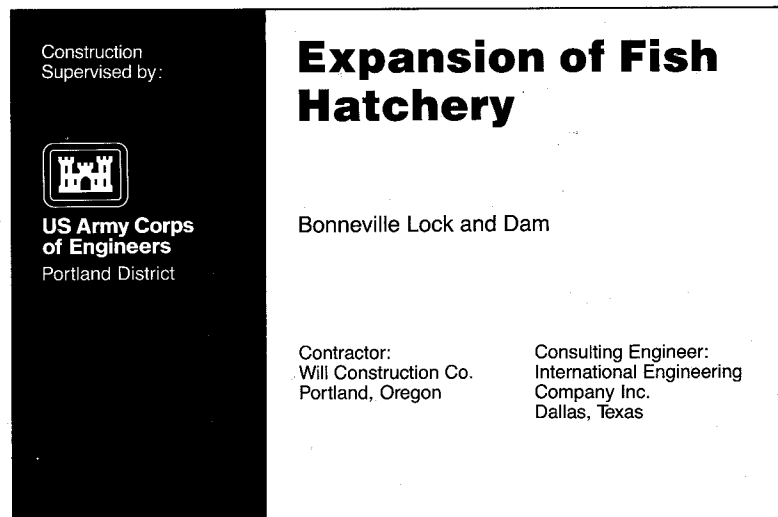 Construction
Supervised by:
US Army Corps
of Engineers
Portland District
Expansion of Fish
Hatchery
Bonneville Lock and Dam
Contractor:
Will Construction Co.
Portland, Oregon
Consulting Engineer:
International Engineering
Company Inc.
Dallas, Texas